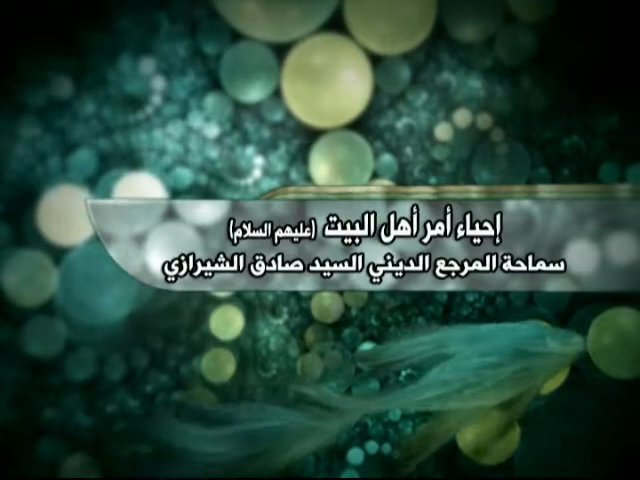 إحياء أمر أهل البيت (عليهم السلام)
سماحة المرجع الديني السيد صادق الشيرازي